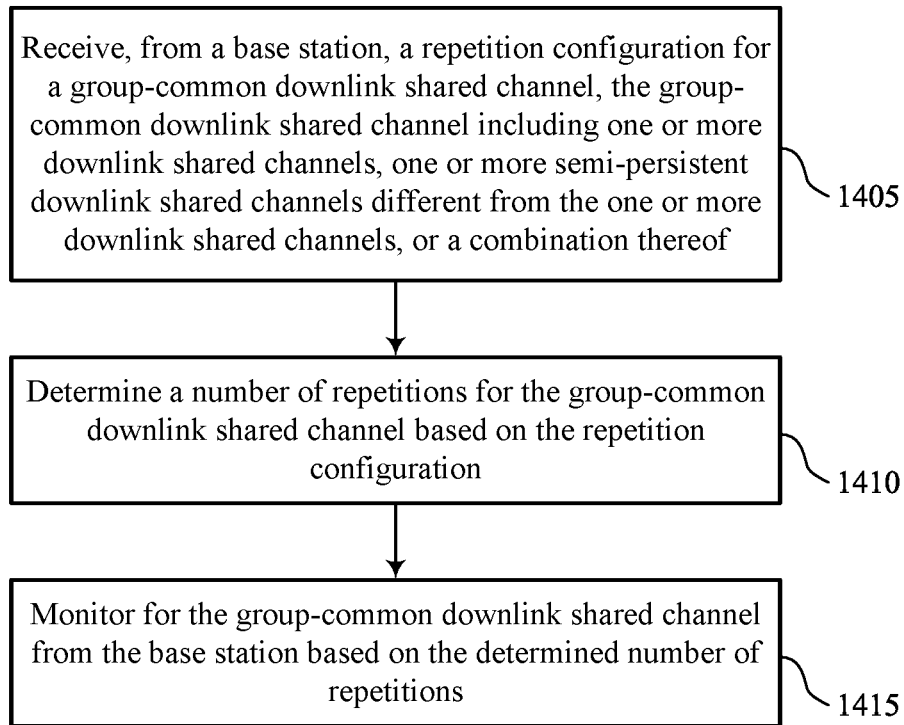 Receive, from a base station, a repetition configuration for
a group-common downlink shared channel, the group-
common downlink shared channel including one or more
downlink shared channels, one or more semi-persistent
downlink shared channels different from the one or more
downlink shared channels, or a combination thereof
1405
Determine a number of repetitions for the group-common
downlink shared channel based on the repetition
configuration
1410
Monitor for the group-common downlink shared channel
from the base station based on the determined number of
repetitions
1415